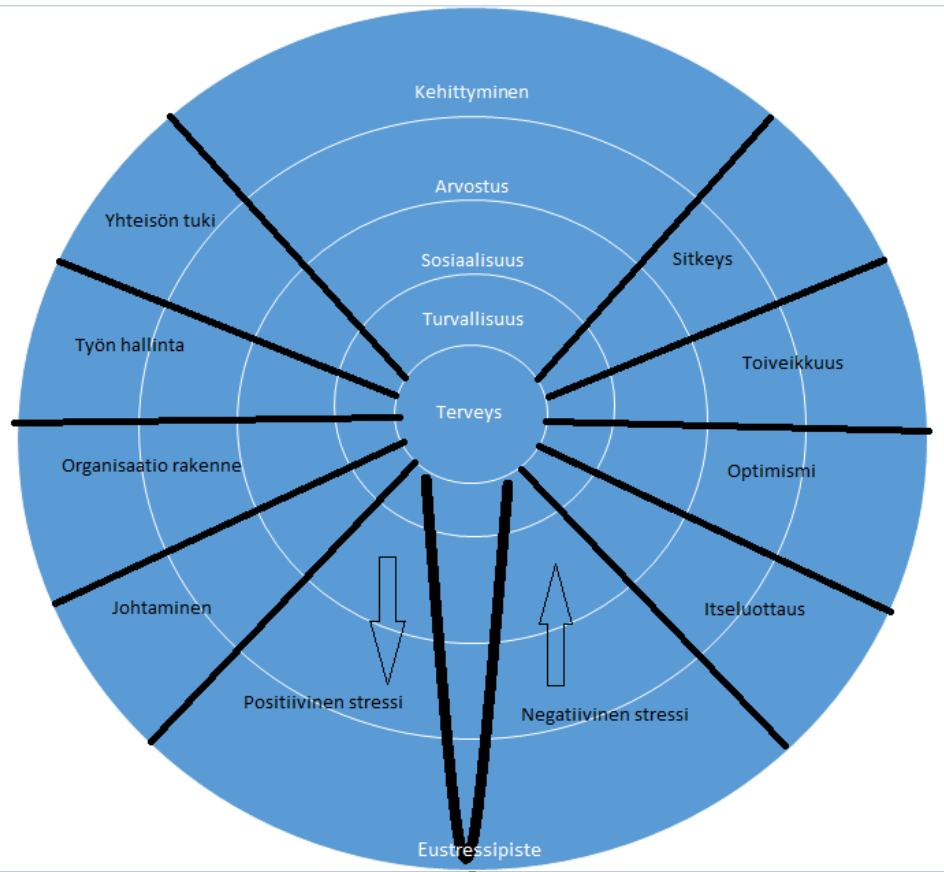 Kehittyminen
Arvostus
Yhteisön tuki
Sitkeys
Sosiaalisuus
Turvallisuus
Työn hallinta
Toiveikkuus
Terveys
Organisaatio rakenne
Optimismi
Johtaminen
Itseluottaus
Positiivinen stressi
Negatiivinen stressi
Eustressipiste